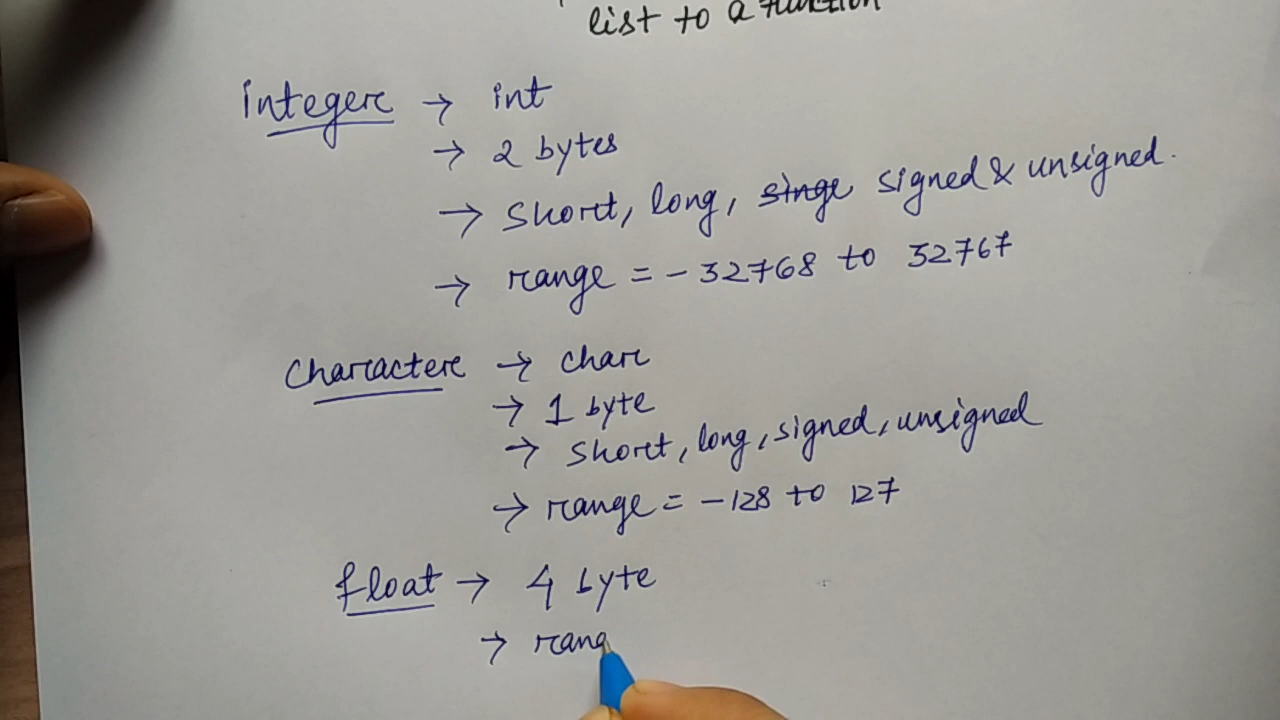 list to a function
integer → int
→ 2 bytes
→ short, long, singe signed & unsigned.
→ range = - 32768 to 32767
character → char
→ 1 byte
→ short, long, signed, unsigned
→ range = -128 to 127
float → 4 byte
→ rang